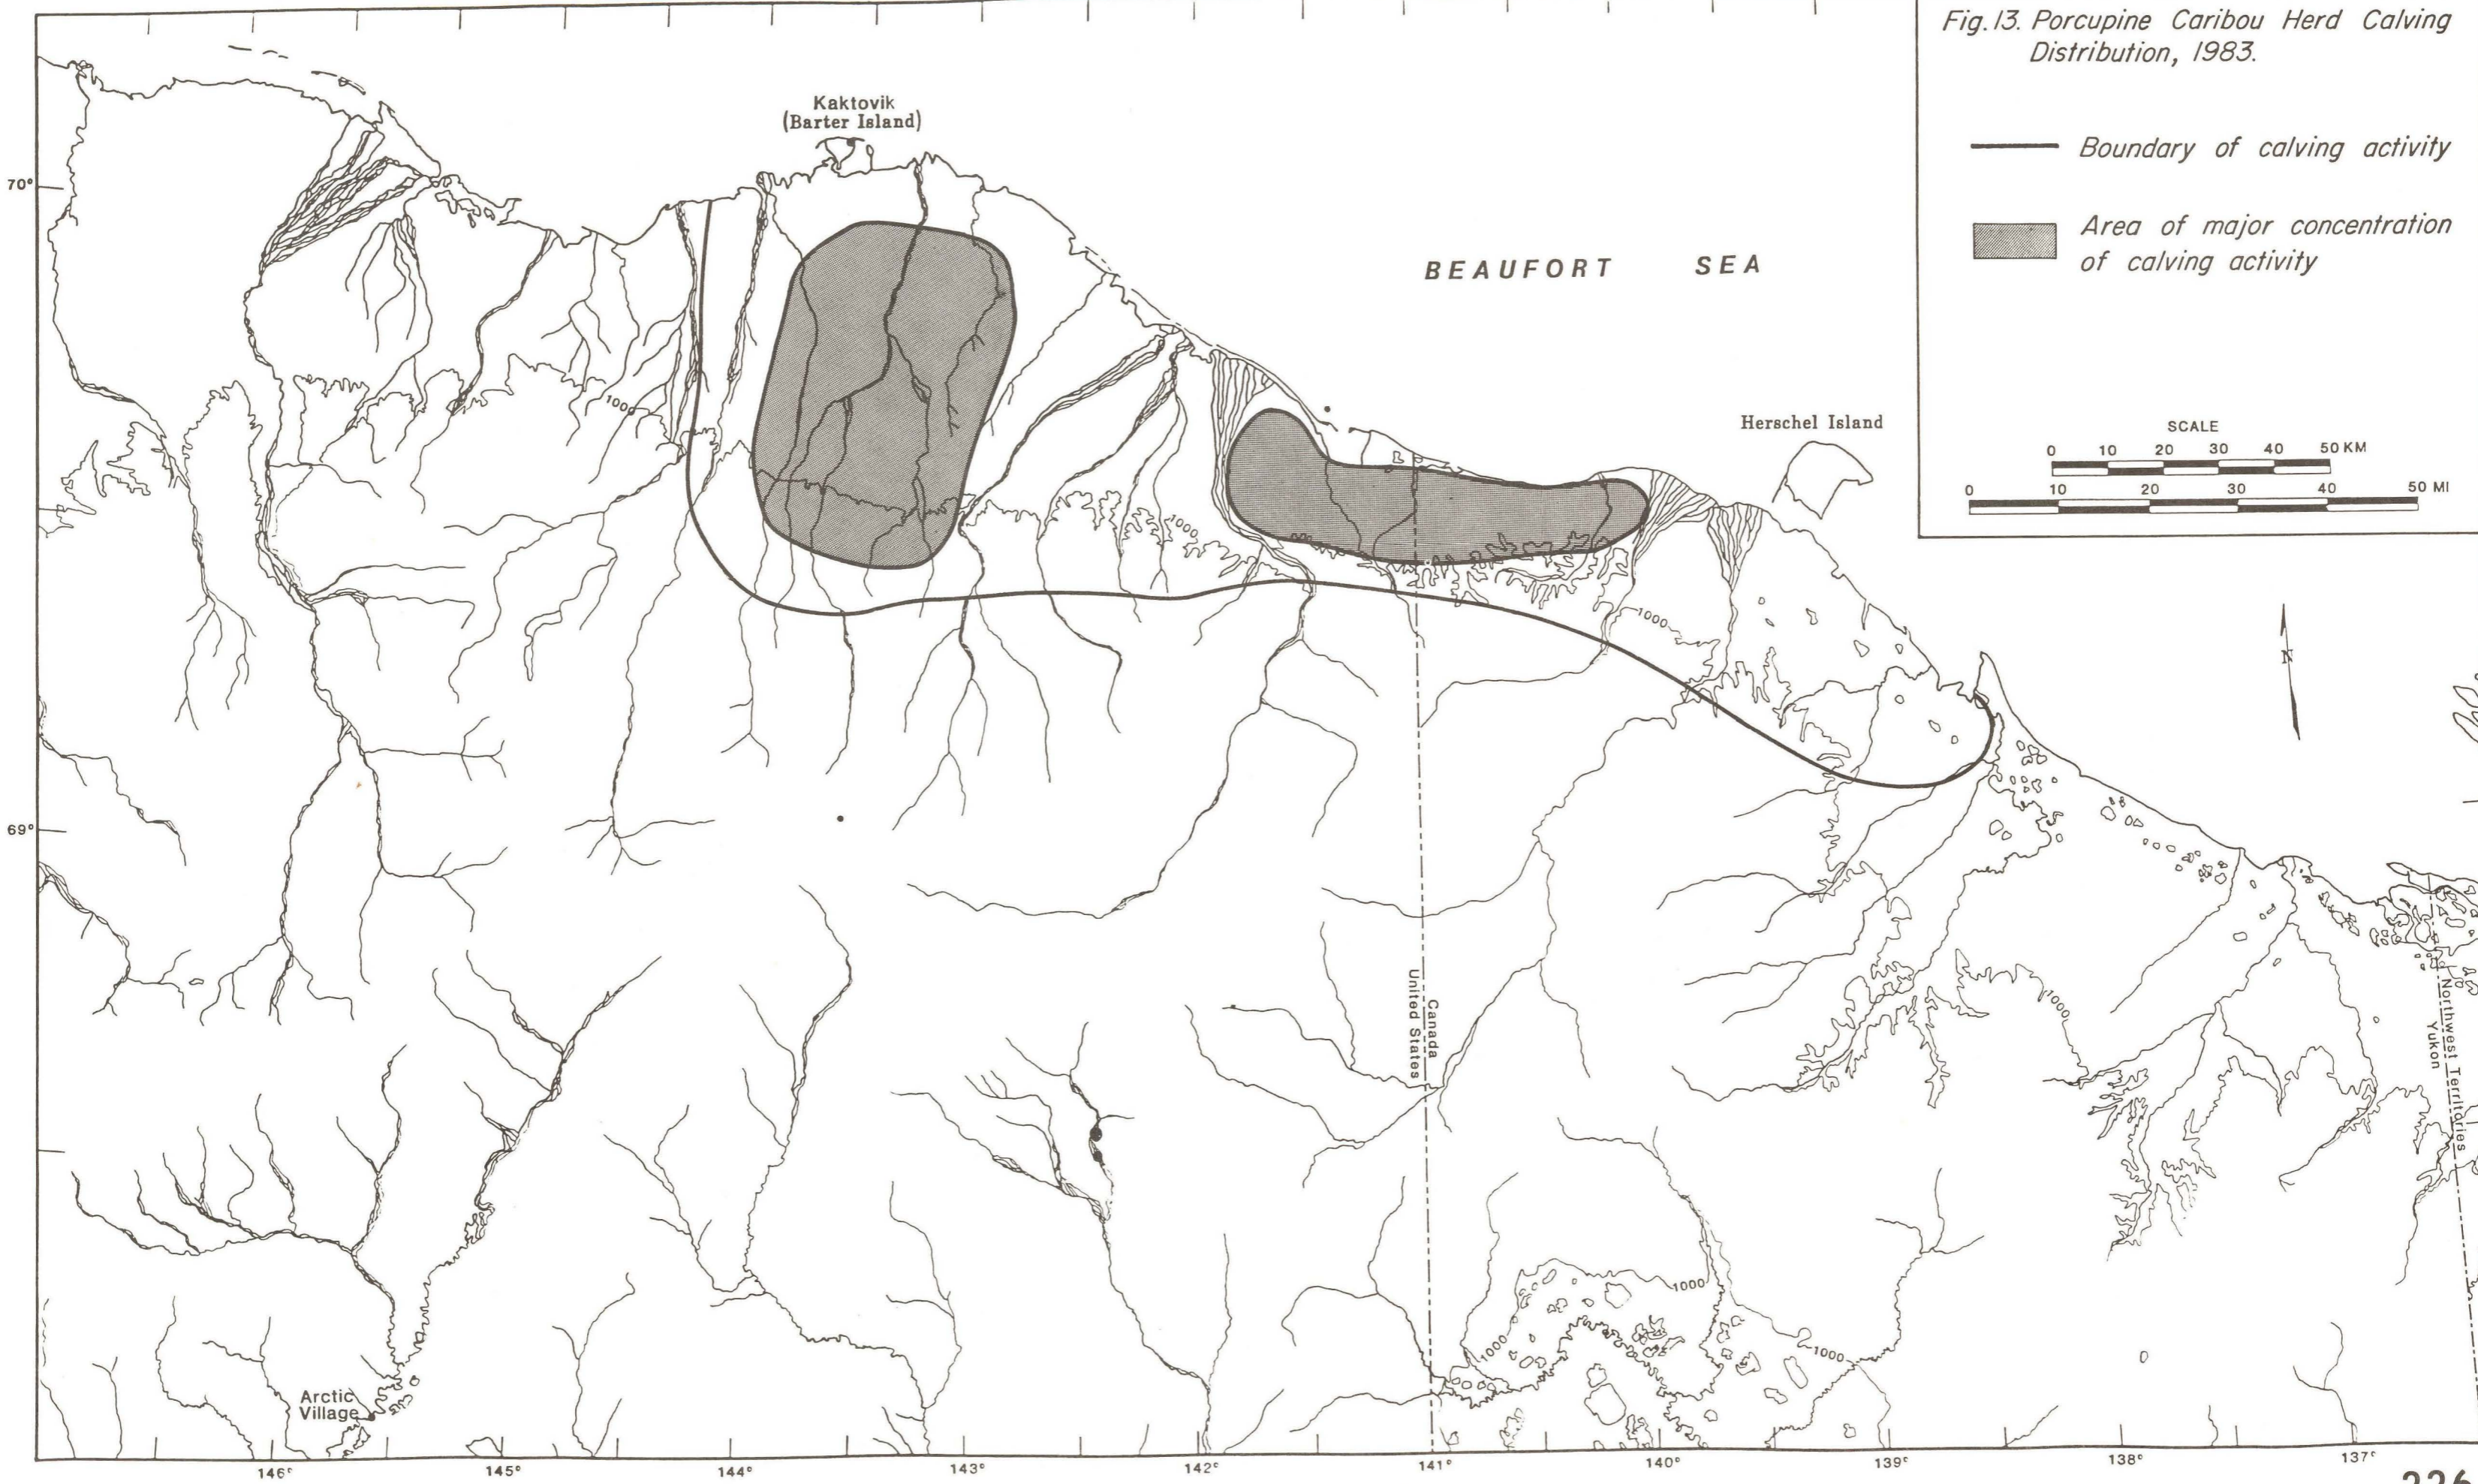 Fig. 13. Porcupine Caribou Herd Calving
Distribution, 1983.
Boundary of calving activity
Area of major concentration
of calving activity
SCALE
0 10 20 30 40 50 KM
0 10 20 30 40 50 MI
Kaktovik
(Barter Island)
70°
BEAUFORT SEA
Herschel Island
1000
1000
1000
N
69°
Canada
United States
1000
Northwest Territories
Yukon
1000
1000
1000
Arctic
Village
146° 145° 144° 143° 142° 141° 140° 139° 138° 137°